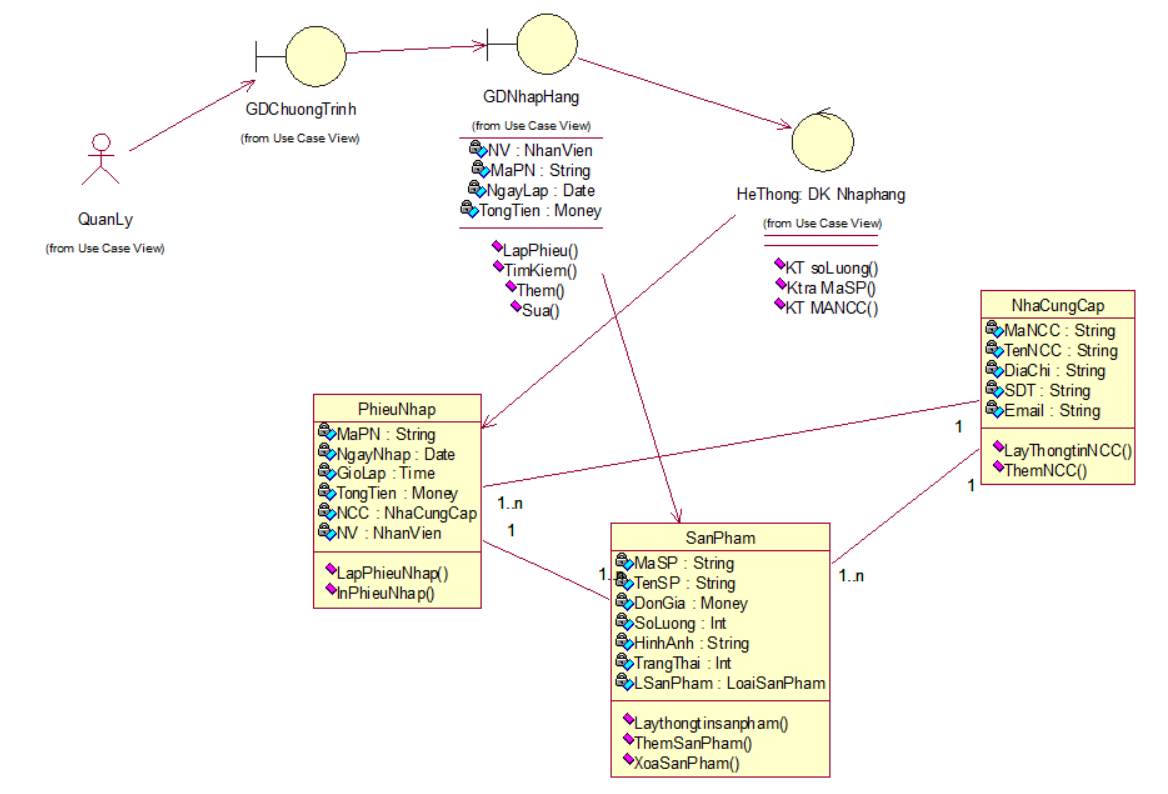 GDChuongTrinh
(from Use Case View)
QuanLy
(from Use Case View)
GDNhapHang
(from Use Case View)
NV : NhanVien
MaPN : String
NgayLap : Date
TongTien : Money
LapPhieu()
TimKiem()
Them()
Sua()
HeThong: DK Nhaphang
(from Use Case View)
KT soLuong()
Ktra MaSP()
KT MANCC()
NhaCungCap
MaNCC : String
TenNCC : String
DiaChi : String
SDT : String
Email : String
LayThongtinNCC()
ThemNCC()
1
1
PhieuNhap
MaPN : String
NgayNhap : Date
GioLap : Time
TongTien : Money
NCC : NhaCungCap
NV : NhanVien
LapPhieuNhap()
InPhieuNhap()
1..n
1
SanPham
MaSP : String
TenSP : String
DonGia : Money
SoLuong : Int
HinhAnh : String
TrangThai : Int
LSanPham : LoaiSanPham
Laythongtinsanpham()
ThemSanPham()
XoaSanPham()
1..n